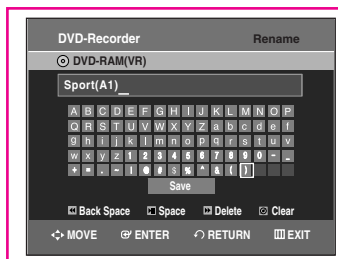 DVD-Recorder Rename
DVD-RAM(VR)
Sport(A1)_
A B C D E F G H I J K L M N O P
Q R S T U V W X Y Z a b c d e f
g h i j k l m n o p q r s t u v
w x y z 1 2 3 4 5 6 7 8 9 0 - _
+ = . ~ ! @ # $ % ^ & ( )
Save
Back Space Space Delete Clear
MOVE ENTER RETURN EXIT